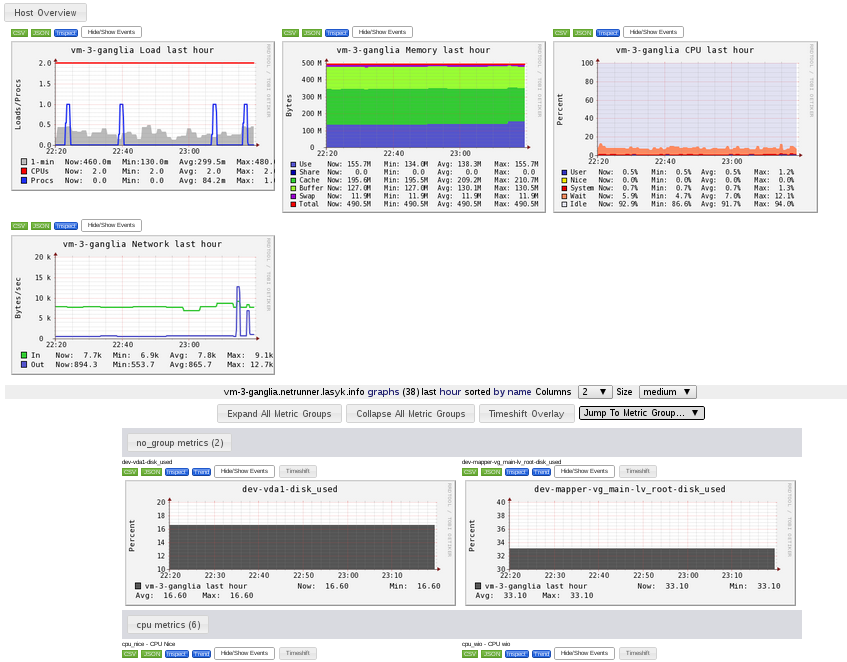 Host Overview
CSV JSON Inspect Hide/Show Events CSV JSON Inspect Hide/Show Events CSV JSON Inspect Hide/Show Events
vm-3-ganglia Load last hour
Loads/Procs
2.0
1.5
1.0
0.5
0.0
22:20 22:40 23:00
1-min Now:460.0m Min:130.0m Avg:299.5m Max:480.
CPUs Now: 2.0 Min: 2.0 Avg: 2.0 Max: 2.
Procs Now: 0.0 Min: 0.0 Avg: 84.2m Max: 1.
RRDTOOL / TOBI OETIKER
vm-3-ganglia Memory last hour
Bytes
500 M
400 M
300 M
200 M
100 M
0
22:20 22:40 23:00
Use Now: 155.7M Min: 134.0M Avg: 138.3M Max: 155.7M
Share Now: 0.0 Min: 0.0 Avg: 0.0 Max: 0.0
Cache Now: 195.6M Min: 195.5M Avg: 209.2M Max: 210.7M
Buffer Now: 127.0M Min: 127.0M Avg: 130.1M Max: 130.5M
Swap Now: 11.9M Min: 11.9M Avg: 11.9M Max: 11.9M
Total Now: 490.5M Min: 490.5M Avg: 490.5M Max: 490.5M
RRDTOOL / TOBI OETIKER
vm-3-ganglia CPU last hour
Percent
100
80
60
40
20
0
22:20 22:40 23:00
User Now: 0.5% Min: 0.5% Avg: 0.5% Max: 1.2%
Nice Now: 0.0% Min: 0.0% Avg: 0.0% Max: 0.0%
System Now: 0.7% Min: 0.7% Avg: 0.7% Max: 1.3%
Wait Now: 5.9% Min: 4.7% Avg: 7.0% Max: 12.1%
Idle Now: 92.9% Min: 86.6% Avg: 91.7% Max: 94.0%
RRDTOOL / TOBI OETIKER
CSV JSON Inspect Hide/Show Events
vm-3-ganglia Network last hour
Bytes/sec
20 k
15 k
10 k
5 k
0
22:20 22:40 23:00
In Now: 7.7k Min: 6.9k Avg: 7.8k Max: 9.1k
Out Now:894.3 Min:553.7 Avg:865.7 Max: 12.7k
RRDTOOL / TOBI OETIKER
vm-3-ganglia.netrunner.lasyk.info graphs (38) last hour sorted by name Columns 2 Size medium
Expand All Metric Groups Collapse All Metric Groups Timeshift Overlay Jump To Metric Group...
no_group metrics (2)
dev-vda1-disk_used dev-mapper-vg_main-lv_root-disk_used
CSV JSON Inspect Trend Hide/Show Events Timeshift CSV JSON Inspect Trend Hide/Show Events Timeshift
dev-vda1-disk_used
Percent
20
18
16
14
12
10
22:20 22:30 22:40 22:50 23:00 23:10
vm-3-ganglia last hour Now: 16.60 Min: 16.60
Avg: 16.60 Max: 16.60
RRDTOOL / TOBI OETIKER
dev-mapper-vg_main-lv_root-disk_used
Percent
40
38
36
34
32
30
22:20 22:30 22:40 22:50 23:00 23:10
vm-3-ganglia last hour Now: 33.10 Min: 33.10
Avg: 33.10 Max: 33.10
RRDTOOL / TOBI OETIKER
cpu metrics (6)
cpu_nice - CPU Nice cpu_wio - CPU wio
CSV JSON Inspect Trend Hide/Show Events Timeshift CSV JSON Inspect Trend Hide/Show Events Timeshift